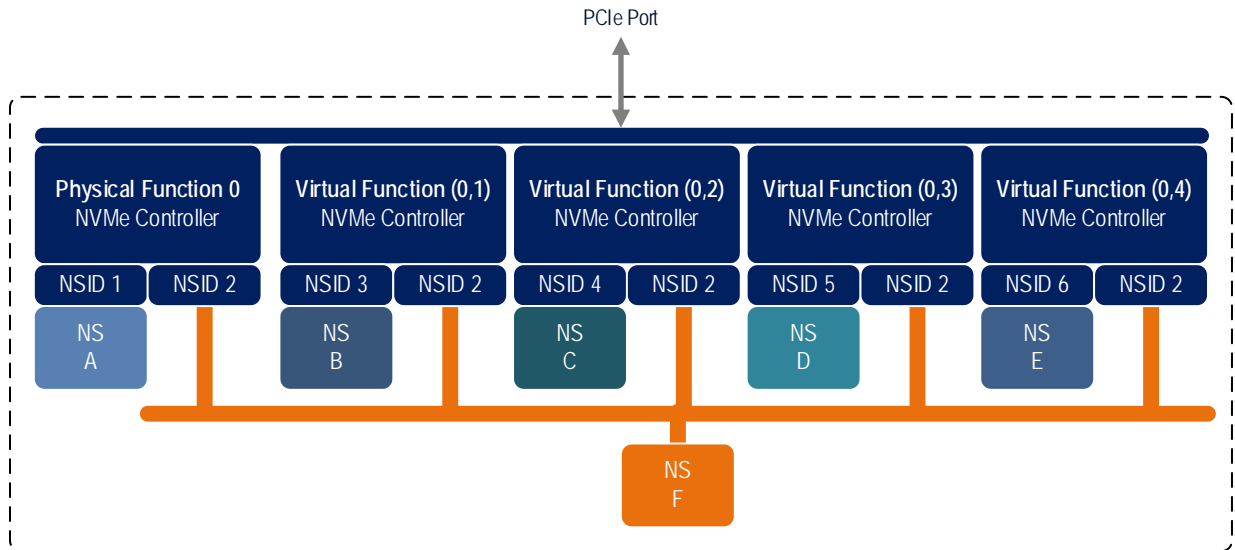 PCIe Port
Physical Function 0
NVMe Controller
Virtual Function (0,1)
NVMe Controller
Virtual Function (0,2)
NVMe Controller
Virtual Function (0,3)
NVMe Controller
Virtual Function (0,4)
NVMe Controller
NSID 1
NSID 2
NSID 3
NSID 2
NSID 4
NSID 2
NSID 5
NSID 2
NSID 6
NSID 2
NS
A
NS
B
NS
C
NS
D
NS
E
NS
F